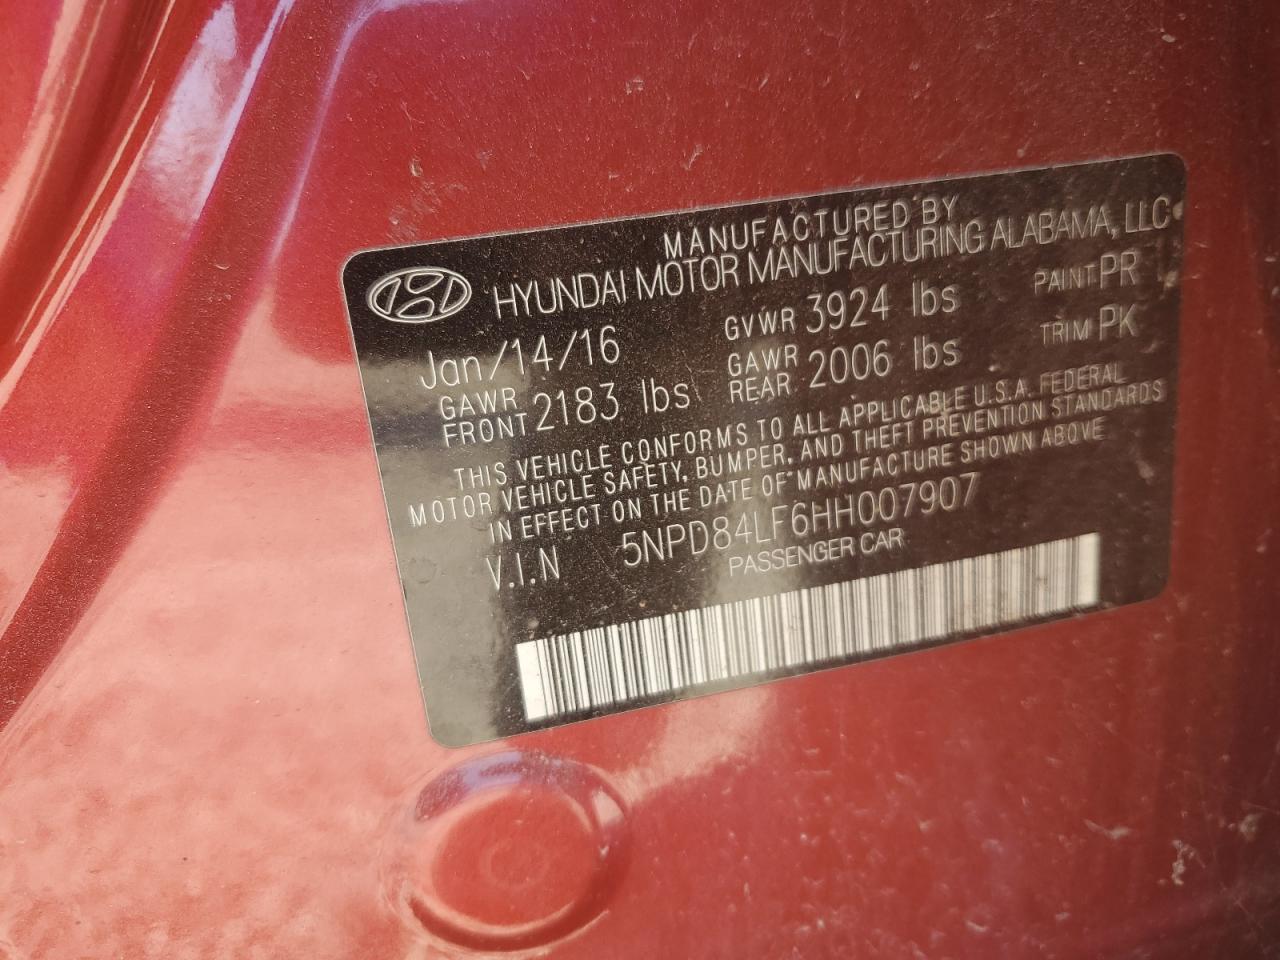 MANUFACTURED BY
HYUNDAI MOTOR MANUFACTURING ALABAMA, LLC
Jan/14/16 GVWR 3924 lbs PAINT PR
GAWR FRONT 2183 lbs GAWR REAR 2006 lbs TRIM PK
THIS VEHICLE CONFORMS TO ALL APPLICABLE U.S.A. FEDERAL
MOTOR VEHICLE SAFETY, BUMPER, AND THEFT PREVENTION STANDARDS
IN EFFECT ON THE DATE OF MANUFACTURE SHOWN ABOVE
V.I.N 5NPD84LF6HH007907
PASSENGER CAR